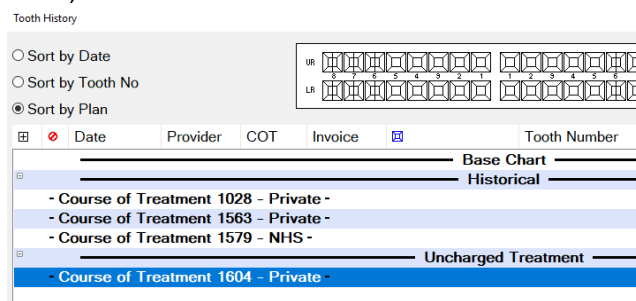 Tooth History
Sort by Date
Sort by Tooth No
Sort by Plan
UR
8 7 6 5 4 3 2 1 1 2 3 4 5 6
LR
Date Provider COT Invoice Tooth Number
Base Chart
Historical
- Course of Treatment 1028 - Private -
- Course of Treatment 1563 - Private -
- Course of Treatment 1579 - NHS -
Uncharged Treatment
- Course of Treatment 1604 - Private -